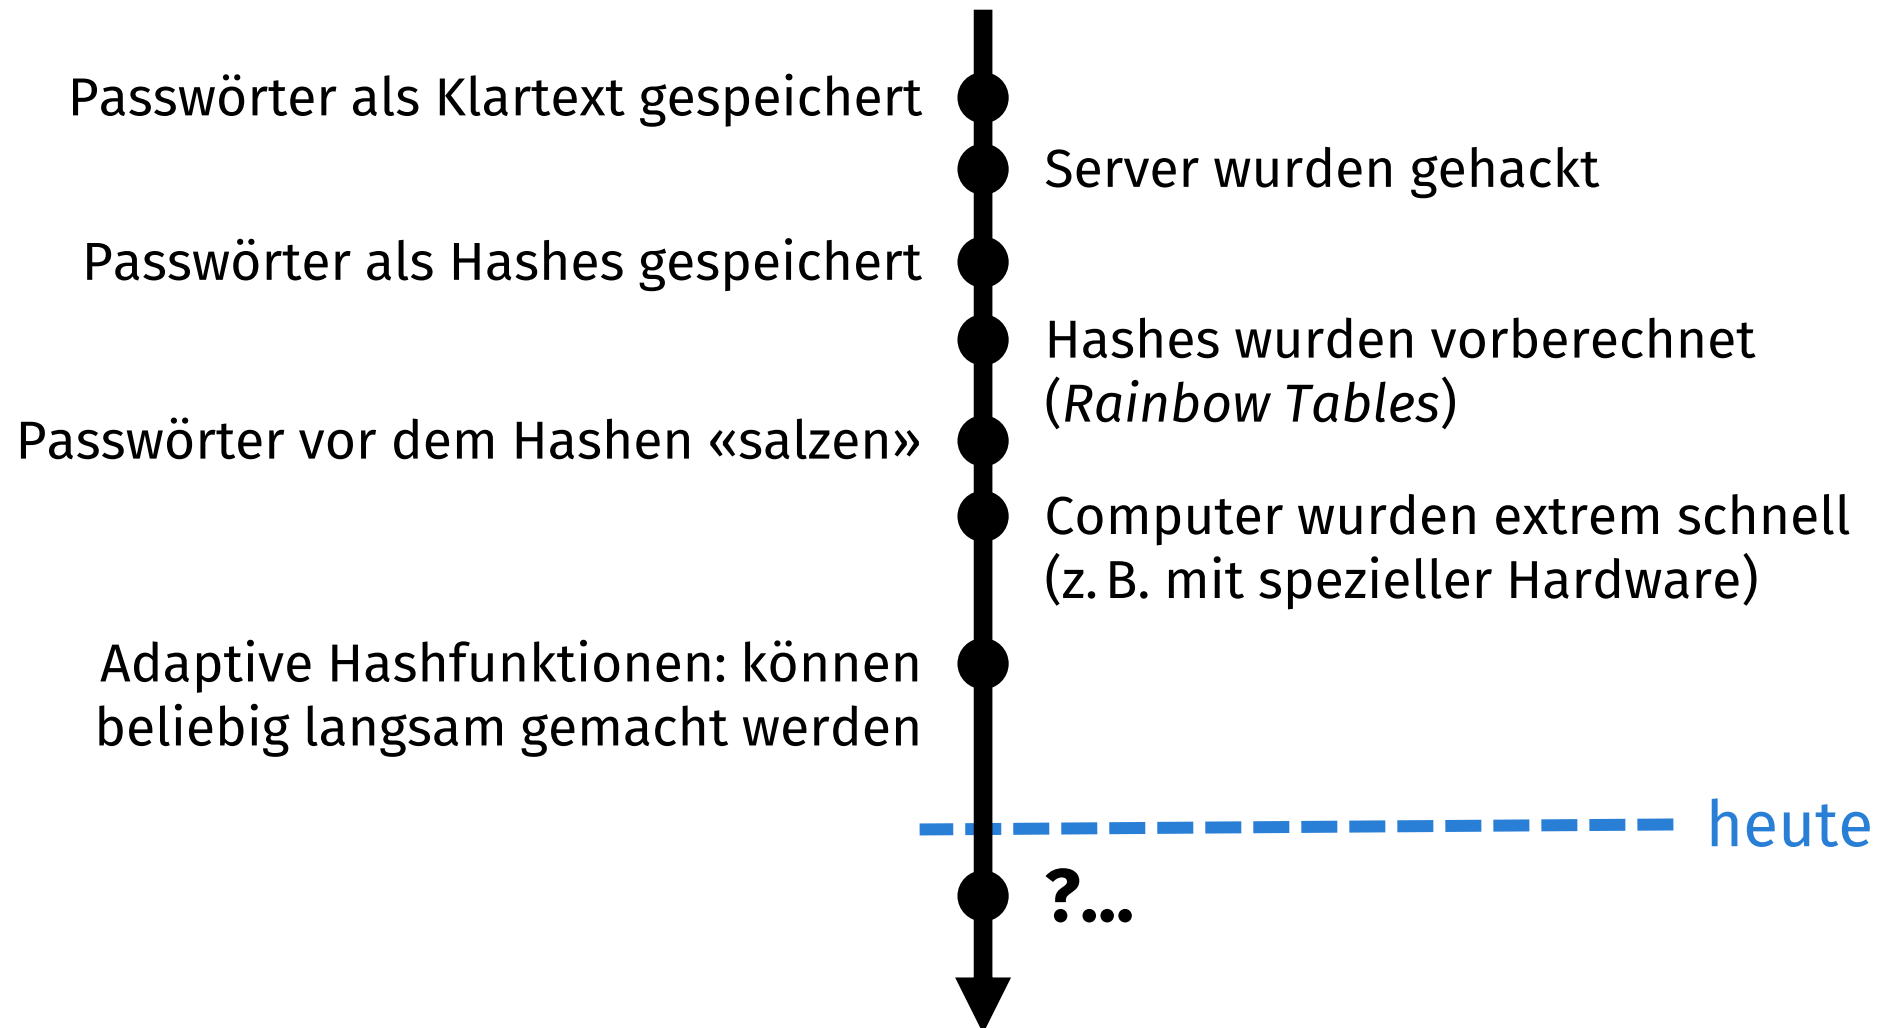 Passwörter als Klartext gespeichert
Server wurden gehackt
Passwörter als Hashes gespeichert
Hashes wurden vorberechnet
(Rainbow Tables)
Passwörter vor dem Hashen «salzen»
Computer wurden extrem schnell
(z. B. mit spezieller Hardware)
Adaptive Hashfunktionen: können
beliebig langsam gemacht werden
heute
?...